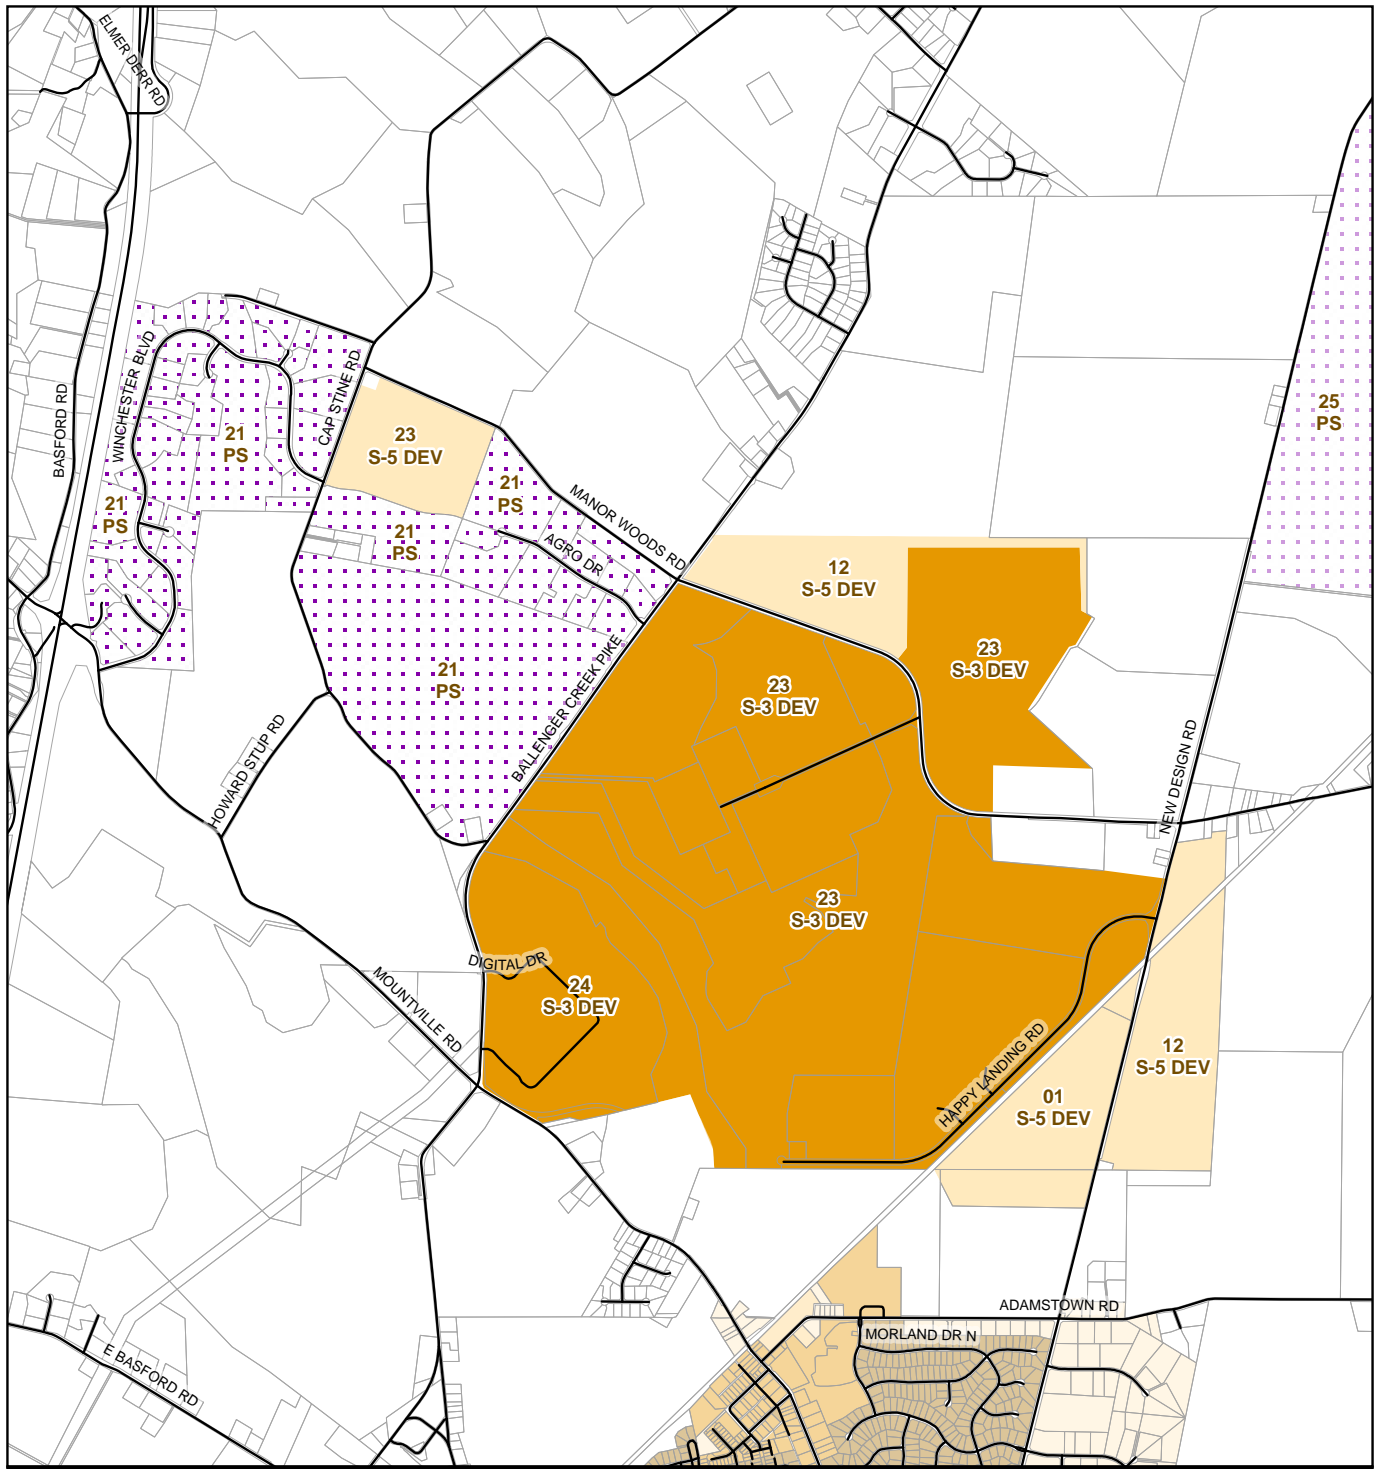 ELMER DERR RD
BASFORD RD
WINCHESTER BLVD
CAP STINE RD
21
PS
21
PS
23
S-5 DEV
21
PS
21
PS
MANOR WOODS RD
AGRO DR
25
PS
12
S-5 DEV
23
S-3 DEV
21
PS
BALLENGER CREEK PIKE
23
S-3 DEV
HOWARD STUP RD
NEW DESIGN RD
23
S-3 DEV
DIGITAL DR
24
S-3 DEV
MOUNTVILLE RD
HAPPY LANDING RD
12
S-5 DEV
01
S-5 DEV
ADAMSTOWN RD
MORLAND DR N
E BASFORD RD